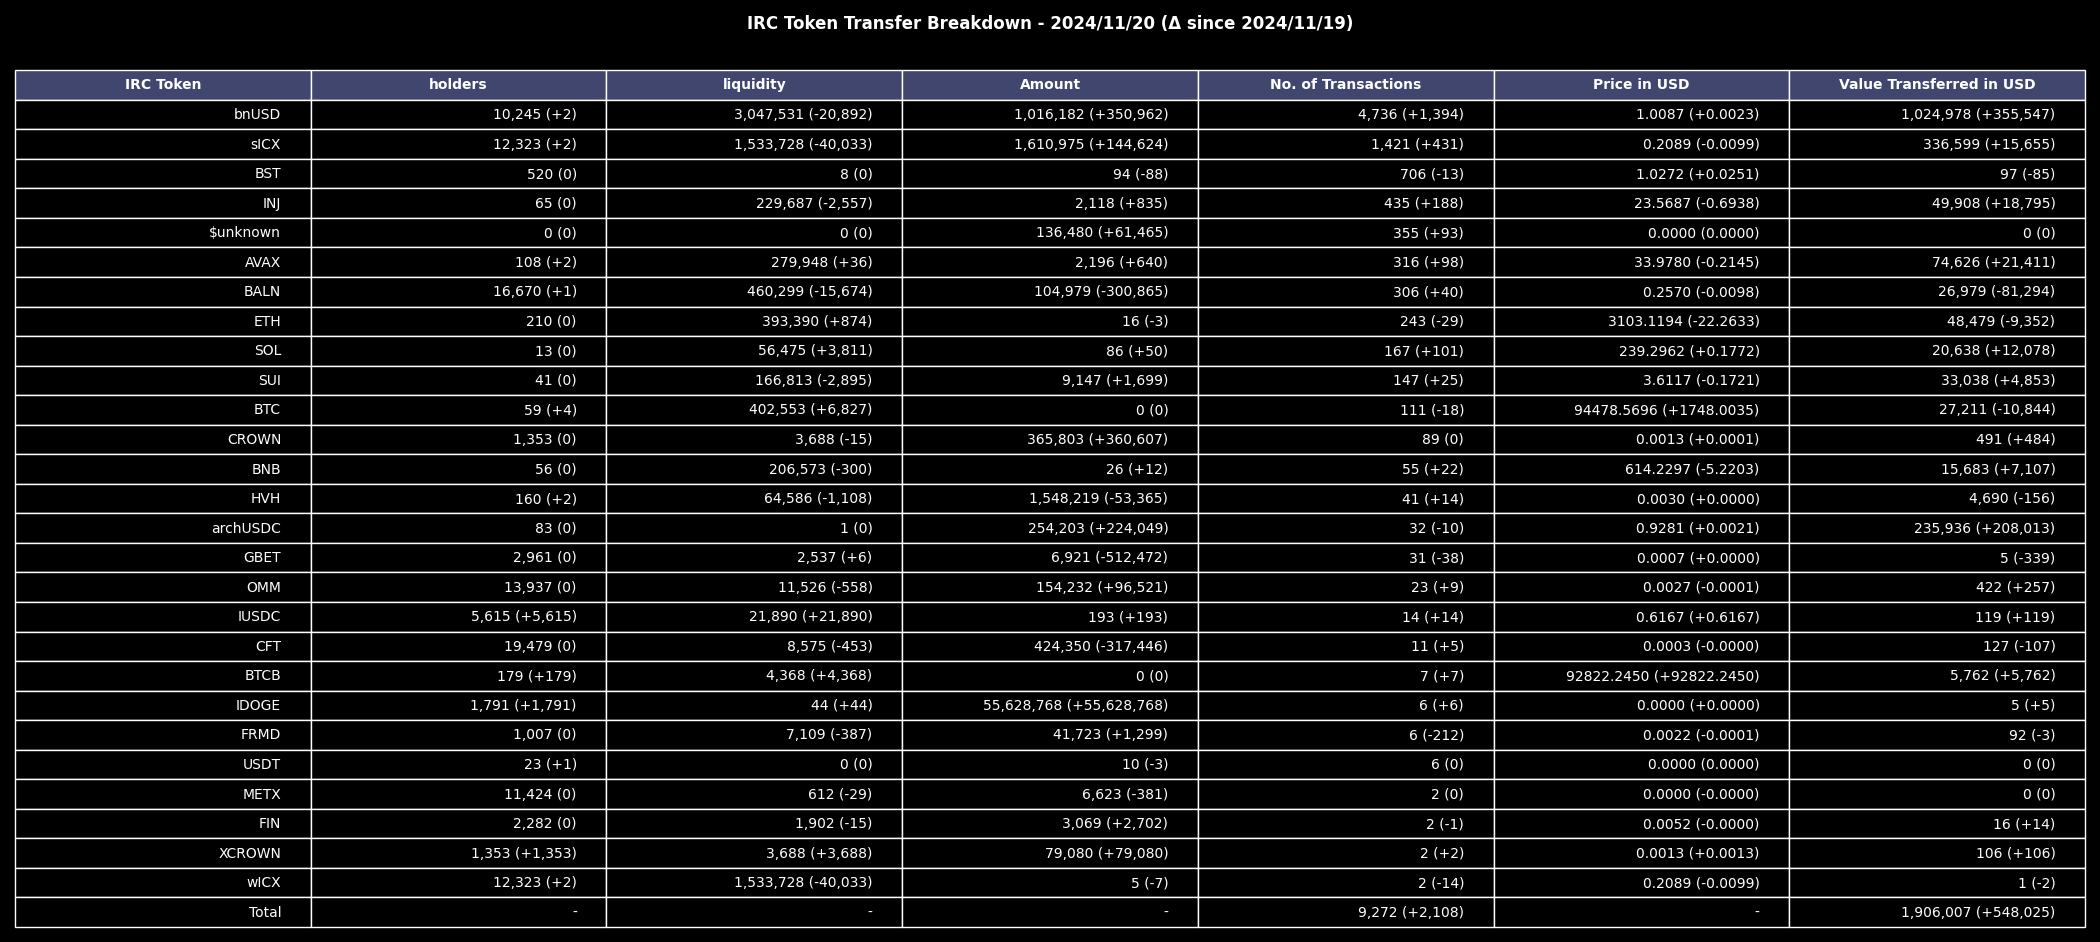 IRC Token Transfer Breakdown - 2024/11/20 (Δ since 2024/11/19)
IRC Token holders liquidity Amount No. of Transactions Price in USD Value Transferred in USD
bnUSD 10,245 (+2) 3,047,531 (-20,892) 1,016,182 (+350,962) 4,736 (+1,394) 1.0087 (+0.0023) 1,024,978 (+355,547)
sICX 12,323 (+2) 1,533,728 (-40,033) 1,610,975 (+144,624) 1,421 (+431) 0.2089 (-0.0099) 336,599 (+15,655)
BST 520 (0) 8 (0) 94 (-88) 706 (-13) 1.0272 (+0.0251) 97 (-85)
INJ 65 (0) 229,687 (-2,557) 2,118 (+835) 435 (+188) 23.5687 (-0.6938) 49,908 (+18,795)
$unknown 0 (0) 0 (0) 136,480 (+61,465) 355 (+93) 0.0000 (0.0000) 0 (0)
AVAX 108 (+2) 279,948 (+36) 2,196 (+640) 316 (+98) 33.9780 (-0.2145) 74,626 (+21,411)
BALN 16,670 (+1) 460,299 (-15,674) 104,979 (-300,865) 306 (+40) 0.2570 (-0.0098) 26,979 (-81,294)
ETH 210 (0) 393,390 (+874) 16 (-3) 243 (-29) 3103.1194 (-22.2633) 48,479 (-9,352)
SOL 13 (0) 56,475 (+3,811) 86 (+50) 167 (+101) 239.2962 (+0.1772) 20,638 (+12,078)
SUI 41 (0) 166,813 (-2,895) 9,147 (+1,699) 147 (+25) 3.6117 (-0.1721) 33,038 (+4,853)
BTC 59 (+4) 402,553 (+6,827) 0 (0) 111 (-18) 94478.5696 (+1748.0035) 27,211 (-10,844)
CROWN 1,353 (0) 3,688 (-15) 365,803 (+360,607) 89 (0) 0.0013 (+0.0001) 491 (+484)
BNB 56 (0) 206,573 (-300) 26 (+12) 55 (+22) 614.2297 (-5.2203) 15,683 (+7,107)
HVH 160 (+2) 64,586 (-1,108) 1,548,219 (-53,365) 41 (+14) 0.0030 (+0.0000) 4,690 (-156)
archUSDC 83 (0) 1 (0) 254,203 (+224,049) 32 (-10) 0.9281 (+0.0021) 235,936 (+208,013)
GBET 2,961 (0) 2,537 (+6) 6,921 (-512,472) 31 (-38) 0.0007 (+0.0000) 5 (-339)
OMM 13,937 (0) 11,526 (-558) 154,232 (+96,521) 23 (+9) 0.0027 (-0.0001) 422 (+257)
IUSDC 5,615 (+5,615) 21,890 (+21,890) 193 (+193) 14 (+14) 0.6167 (+0.6167) 119 (+119)
CFT 19,479 (0) 8,575 (-453) 424,350 (-317,446) 11 (+5) 0.0003 (-0.0000) 127 (-107)
BTCB 179 (+179) 4,368 (+4,368) 0 (0) 7 (+7) 92822.2450 (+92822.2450) 5,762 (+5,762)
IDOGE 1,791 (+1,791) 44 (+44) 55,628,768 (+55,628,768) 6 (+6) 0.0000 (+0.0000) 5 (+5)
FRMD 1,007 (0) 7,109 (-387) 41,723 (+1,299) 6 (-212) 0.0022 (-0.0001) 92 (-3)
USDT 23 (+1) 0 (0) 10 (-3) 6 (0) 0.0000 (0.0000) 0 (0)
METX 11,424 (0) 612 (-29) 6,623 (-381) 2 (0) 0.0000 (-0.0000) 0 (0)
FIN 2,282 (0) 1,902 (-15) 3,069 (+2,702) 2 (-1) 0.0052 (-0.0000) 16 (+14)
XCROWN 1,353 (+1,353) 3,688 (+3,688) 79,080 (+79,080) 2 (+2) 0.0013 (+0.0013) 106 (+106)
wICX 12,323 (+2) 1,533,728 (-40,033) 5 (-7) 2 (-14) 0.2089 (-0.0099) 1 (-2)
Total - - - 9,272 (+2,108) - 1,906,007 (+548,025)